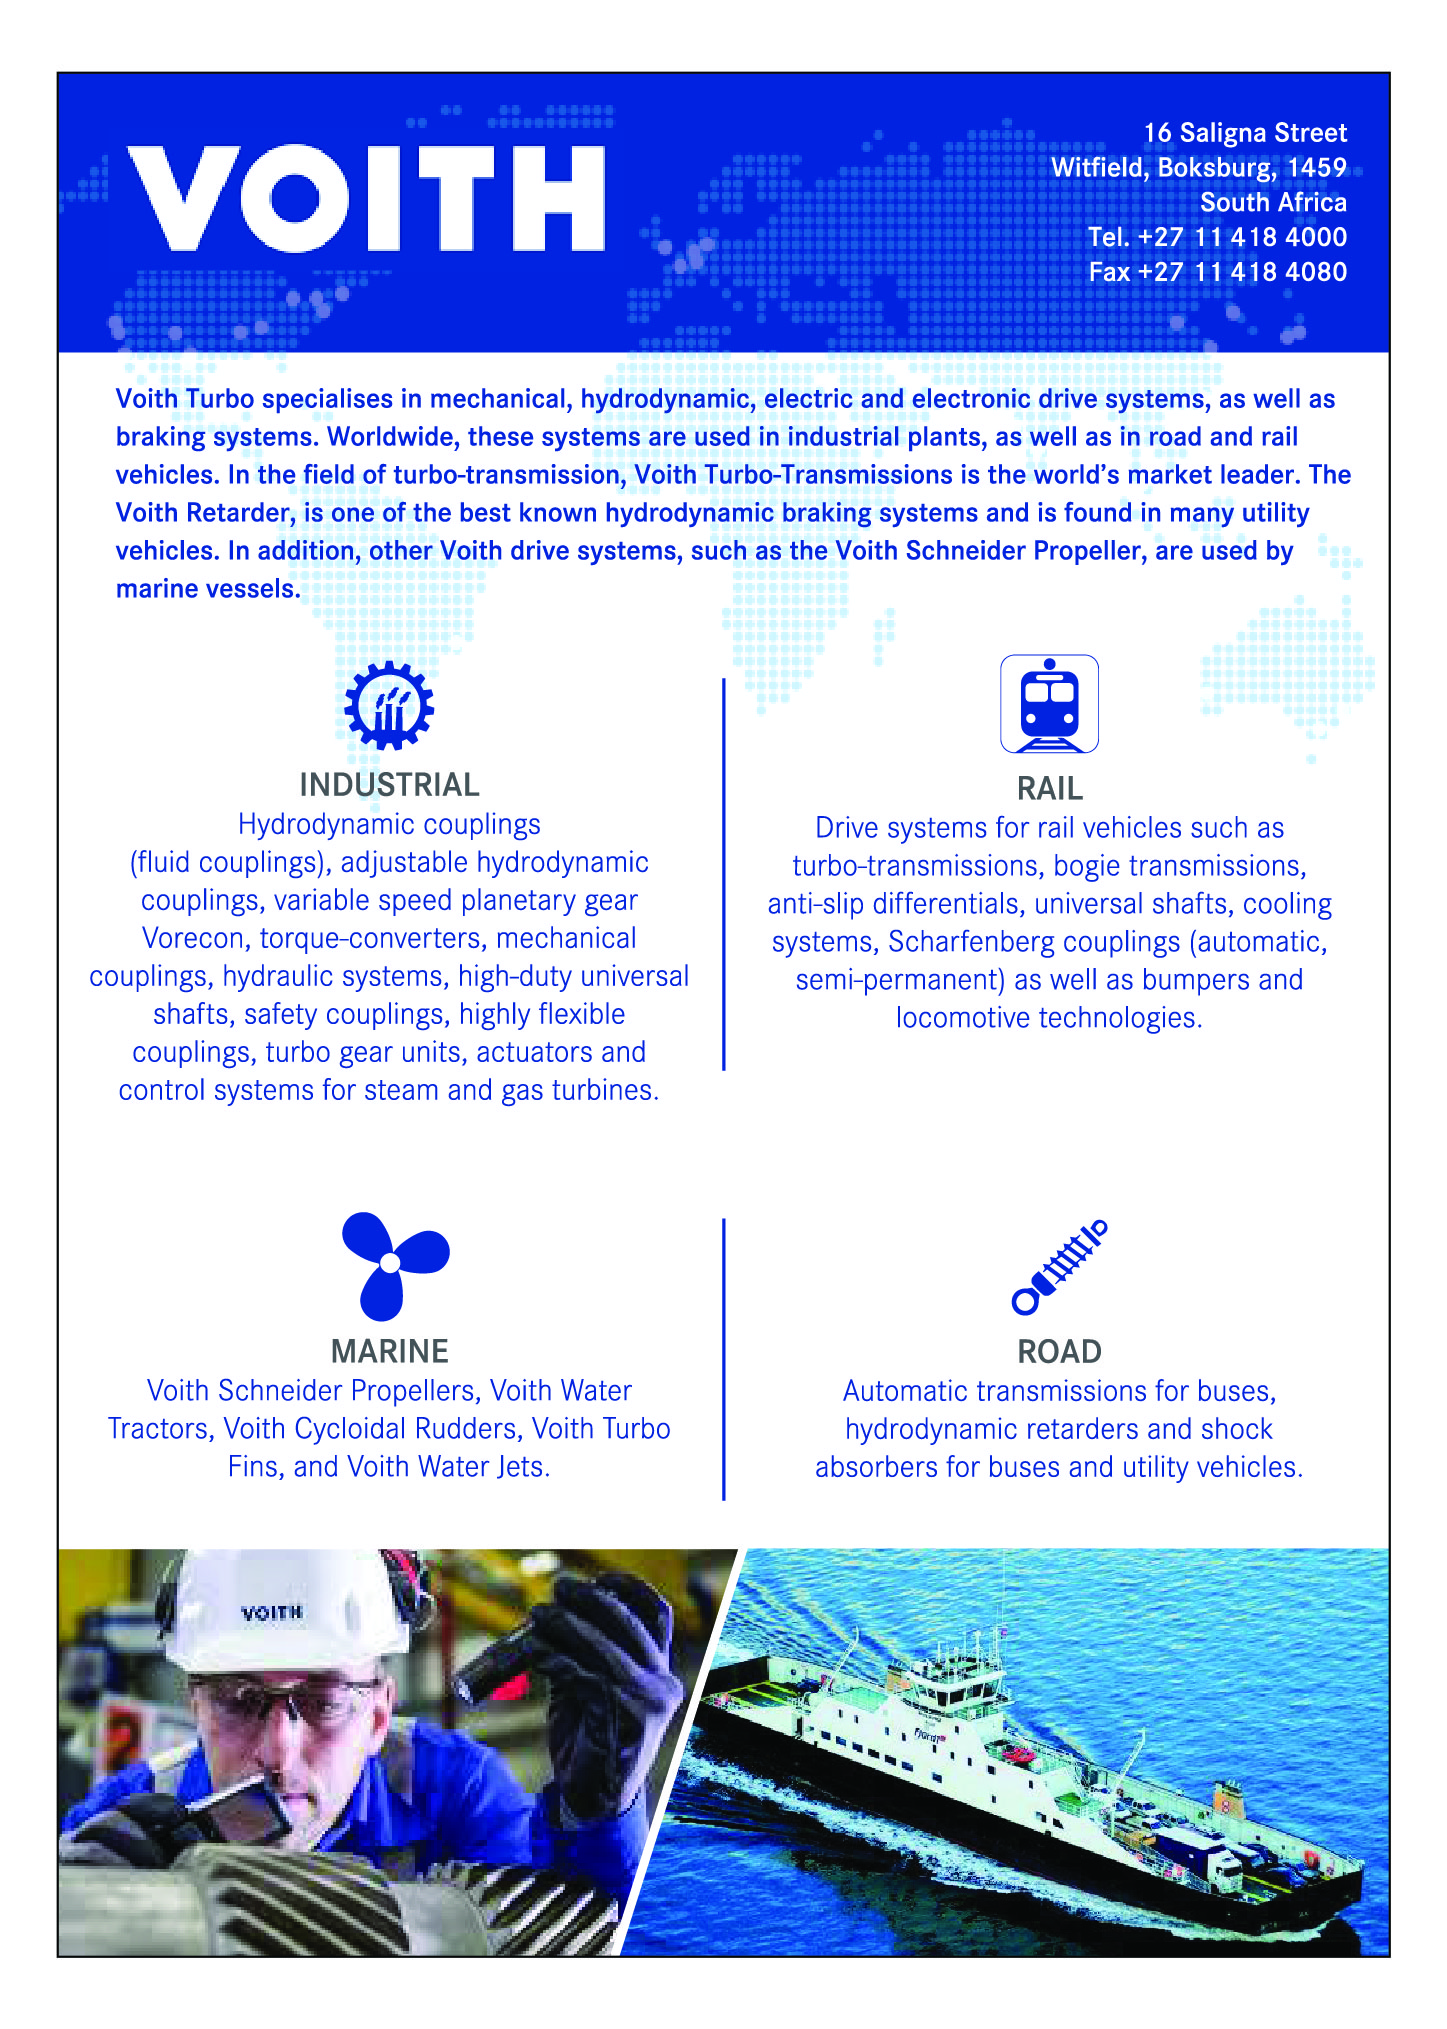 VOITH
16 Saligna Street
Witfield, Boksburg, 1459
South Africa
Tel. +27 11 418 4000
Fax +27 11 418 4080
Voith Turbo specialises in mechanical, hydrodynamic, electric and electronic drive systems, as well as
braking systems. Worldwide, these systems are used in industrial plants, as well as in road and rail
vehicles. In the field of turbo-transmission, Voith Turbo-Transmissions is the world's market leader. The
Voith Retarder, is one of the best known hydrodynamic braking systems and is found in many utility
vehicles. In addition, other Voith drive systems, such as the Voith Schneider Propeller, are used by
marine vessels.
INDUSTRIAL
Hydrodynamic couplings
(fluid couplings), adjustable hydrodynamic
couplings, variable speed planetary gear
Vorecon, torque-converters, mechanical
couplings, hydraulic systems, high-duty universal
shafts, safety couplings, highly flexible
couplings, turbo gear units, actuators and
control systems for steam and gas turbines.
RAIL
Drive systems for rail vehicles such as
turbo-transmissions, bogie transmissions,
anti-slip differentials, universal shafts, cooling
systems, Scharfenberg couplings (automatic,
semi-permanent) as well as bumpers and
locomotive technologies.
MARINE
Voith Schneider Propellers, Voith Water
Tractors, Voith Cycloidal Rudders, Voith Turbo
Fins, and Voith Water Jets.
ROAD
Automatic transmissions for buses,
hydrodynamic retarders and shock
absorbers for buses and utility vehicles.
VOITH